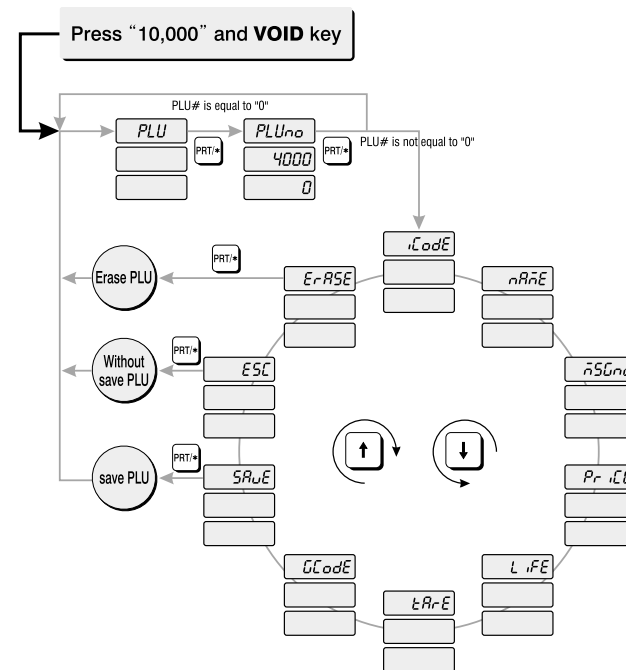 Press “10,000” and VOID key
PLU# is equal to "0"
PLU
PLUno
PRT/*
PRT/*
PLU# is not equal to "0"
4000
0
iCodE
PRT/*
Erase PLU
ErASE
nAmE
PRT/*
Without
save PLU
ESC
mSGno
PRT/*
save PLU
SAvE
PriCE
GCodE
LiFE
tArE